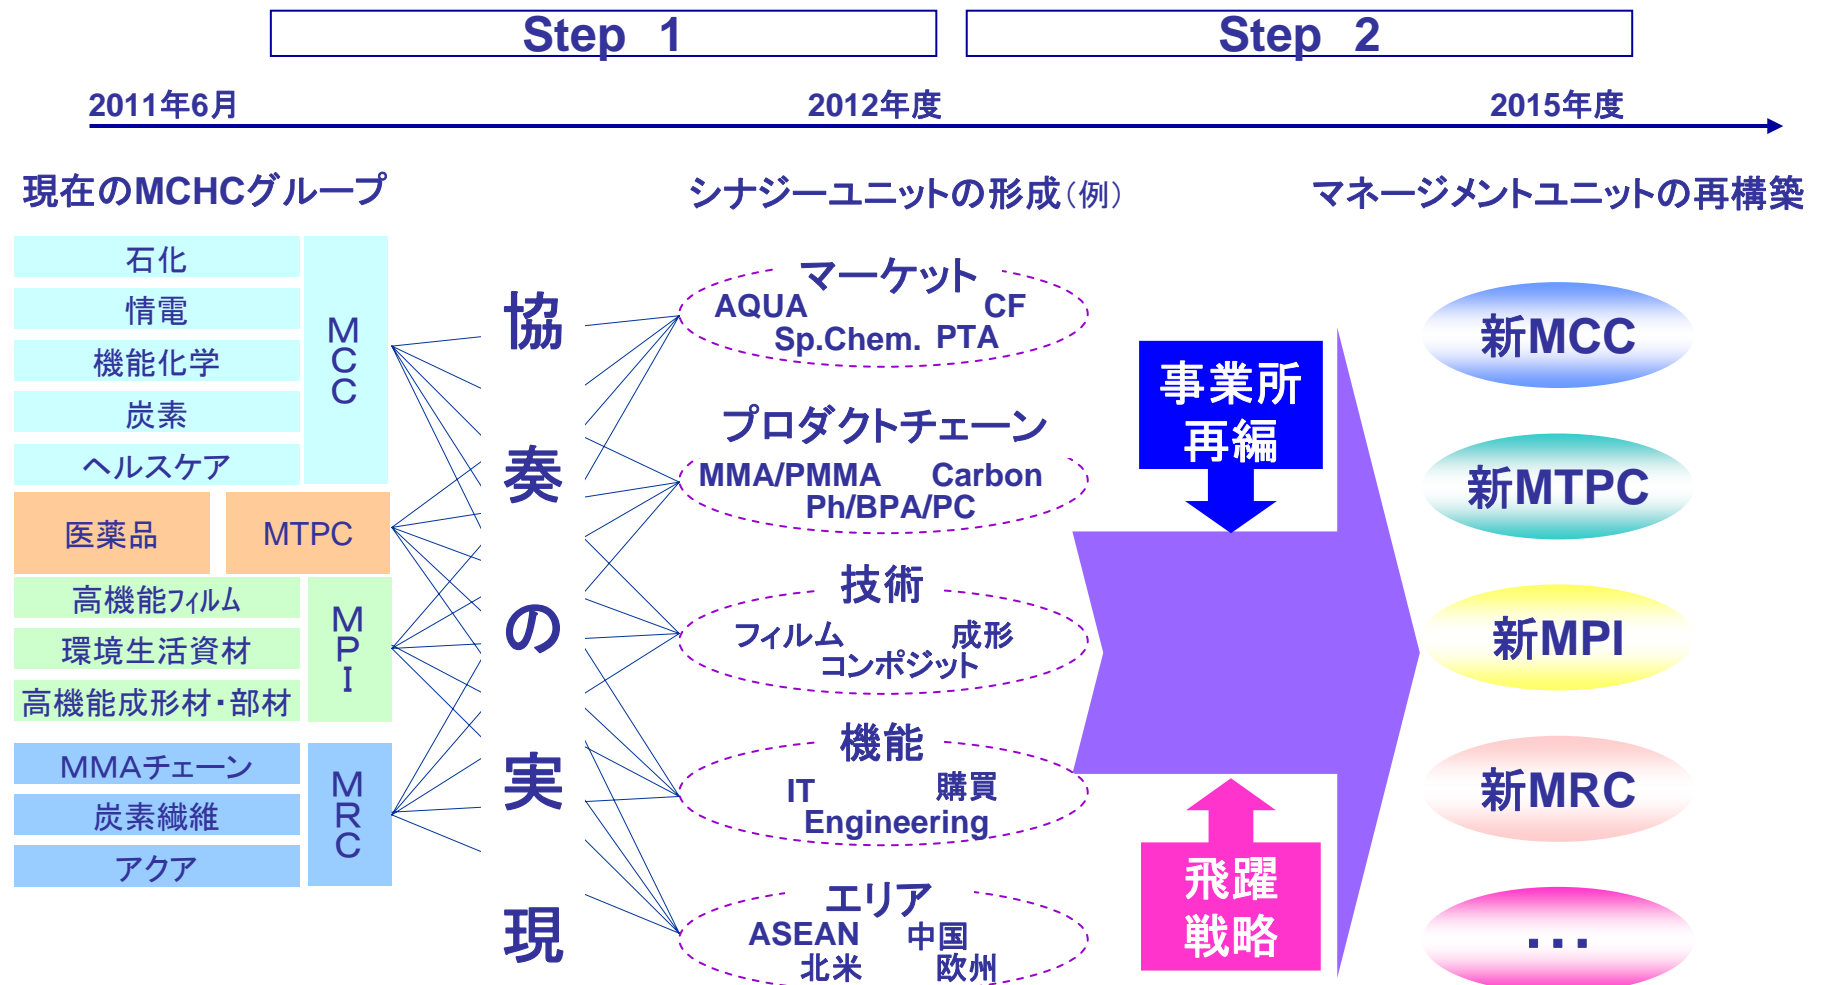 Step 1
Step 2
2011年6月
2012年度
2015年度
現在のMCHCグループ
シナジーユニットの形成(例)
マネージメントユニットの再構築
石化
情電
機能化学
炭素
ヘルスケア
MCC
医薬品
MTPC
高機能フィルム
環境生活資材
高機能成形材・部材
MPI
MMAチェーン
炭素繊維
アクア
MRC
協奏の実現
マーケット
AQUA CF
Sp.Chem. PTA
プロダクトチェーン
MMA/PMMA Carbon
Ph/BPA/PC
技術
フィルム 成形
コンポジット
機能
IT 購買
Engineering
エリア
ASEAN 中国
北米 欧州
事業所
再編
飛躍
戦略
新MCC
新MTPC
新MPI
新MRC
・・・